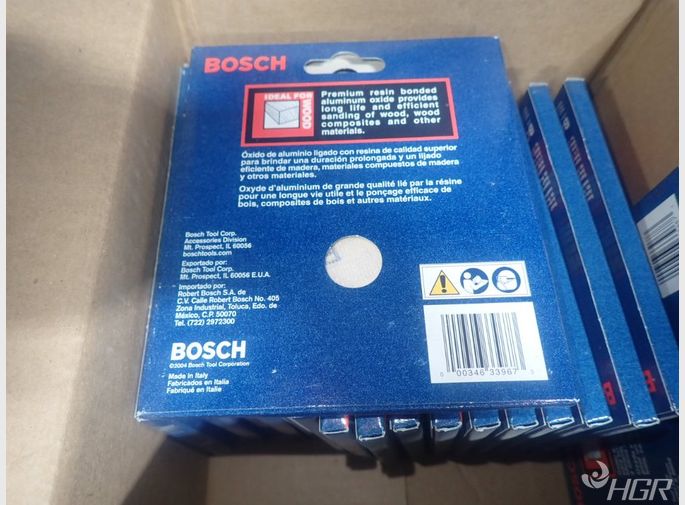 BOSCH
IDEAL FOR
WOOD
Premium resin bonded
aluminum oxide provides
long life and efficient
sanding of wood, wood
composites and other
materials.
Óxido de aluminio ligado con resina de calidad superior
para brindar una duración prolongada y un lijado
eficiente de madera, materiales compuestos de madera
y otros materiales.
Oxyde d'aluminium de grande qualité lié par la résine
pour une longue vie utile et le ponçage efficace de
bois, composites de bois et autres matériaux.
Bosch Tool Corp.
Accessories Division
Mt. Prospect, IL 60056
boschtools.com
Exportado por:
Bosch Tool Corp.
Mt. Prospect, IL 60056 E.U.A.
Importado por:
Robert Bosch S.A. de
C.V. Calle Robert Bosch No. 405
Zona Industrial, Toluca, Edo. de
México, C.P. 50070
Tel. (722) 2972300
BOSCH
©2004 Bosch Tool Corporation
Made in Italy
Fabricados en Italia
Fabriqué en Italie
0 00346 33967 5
HGR